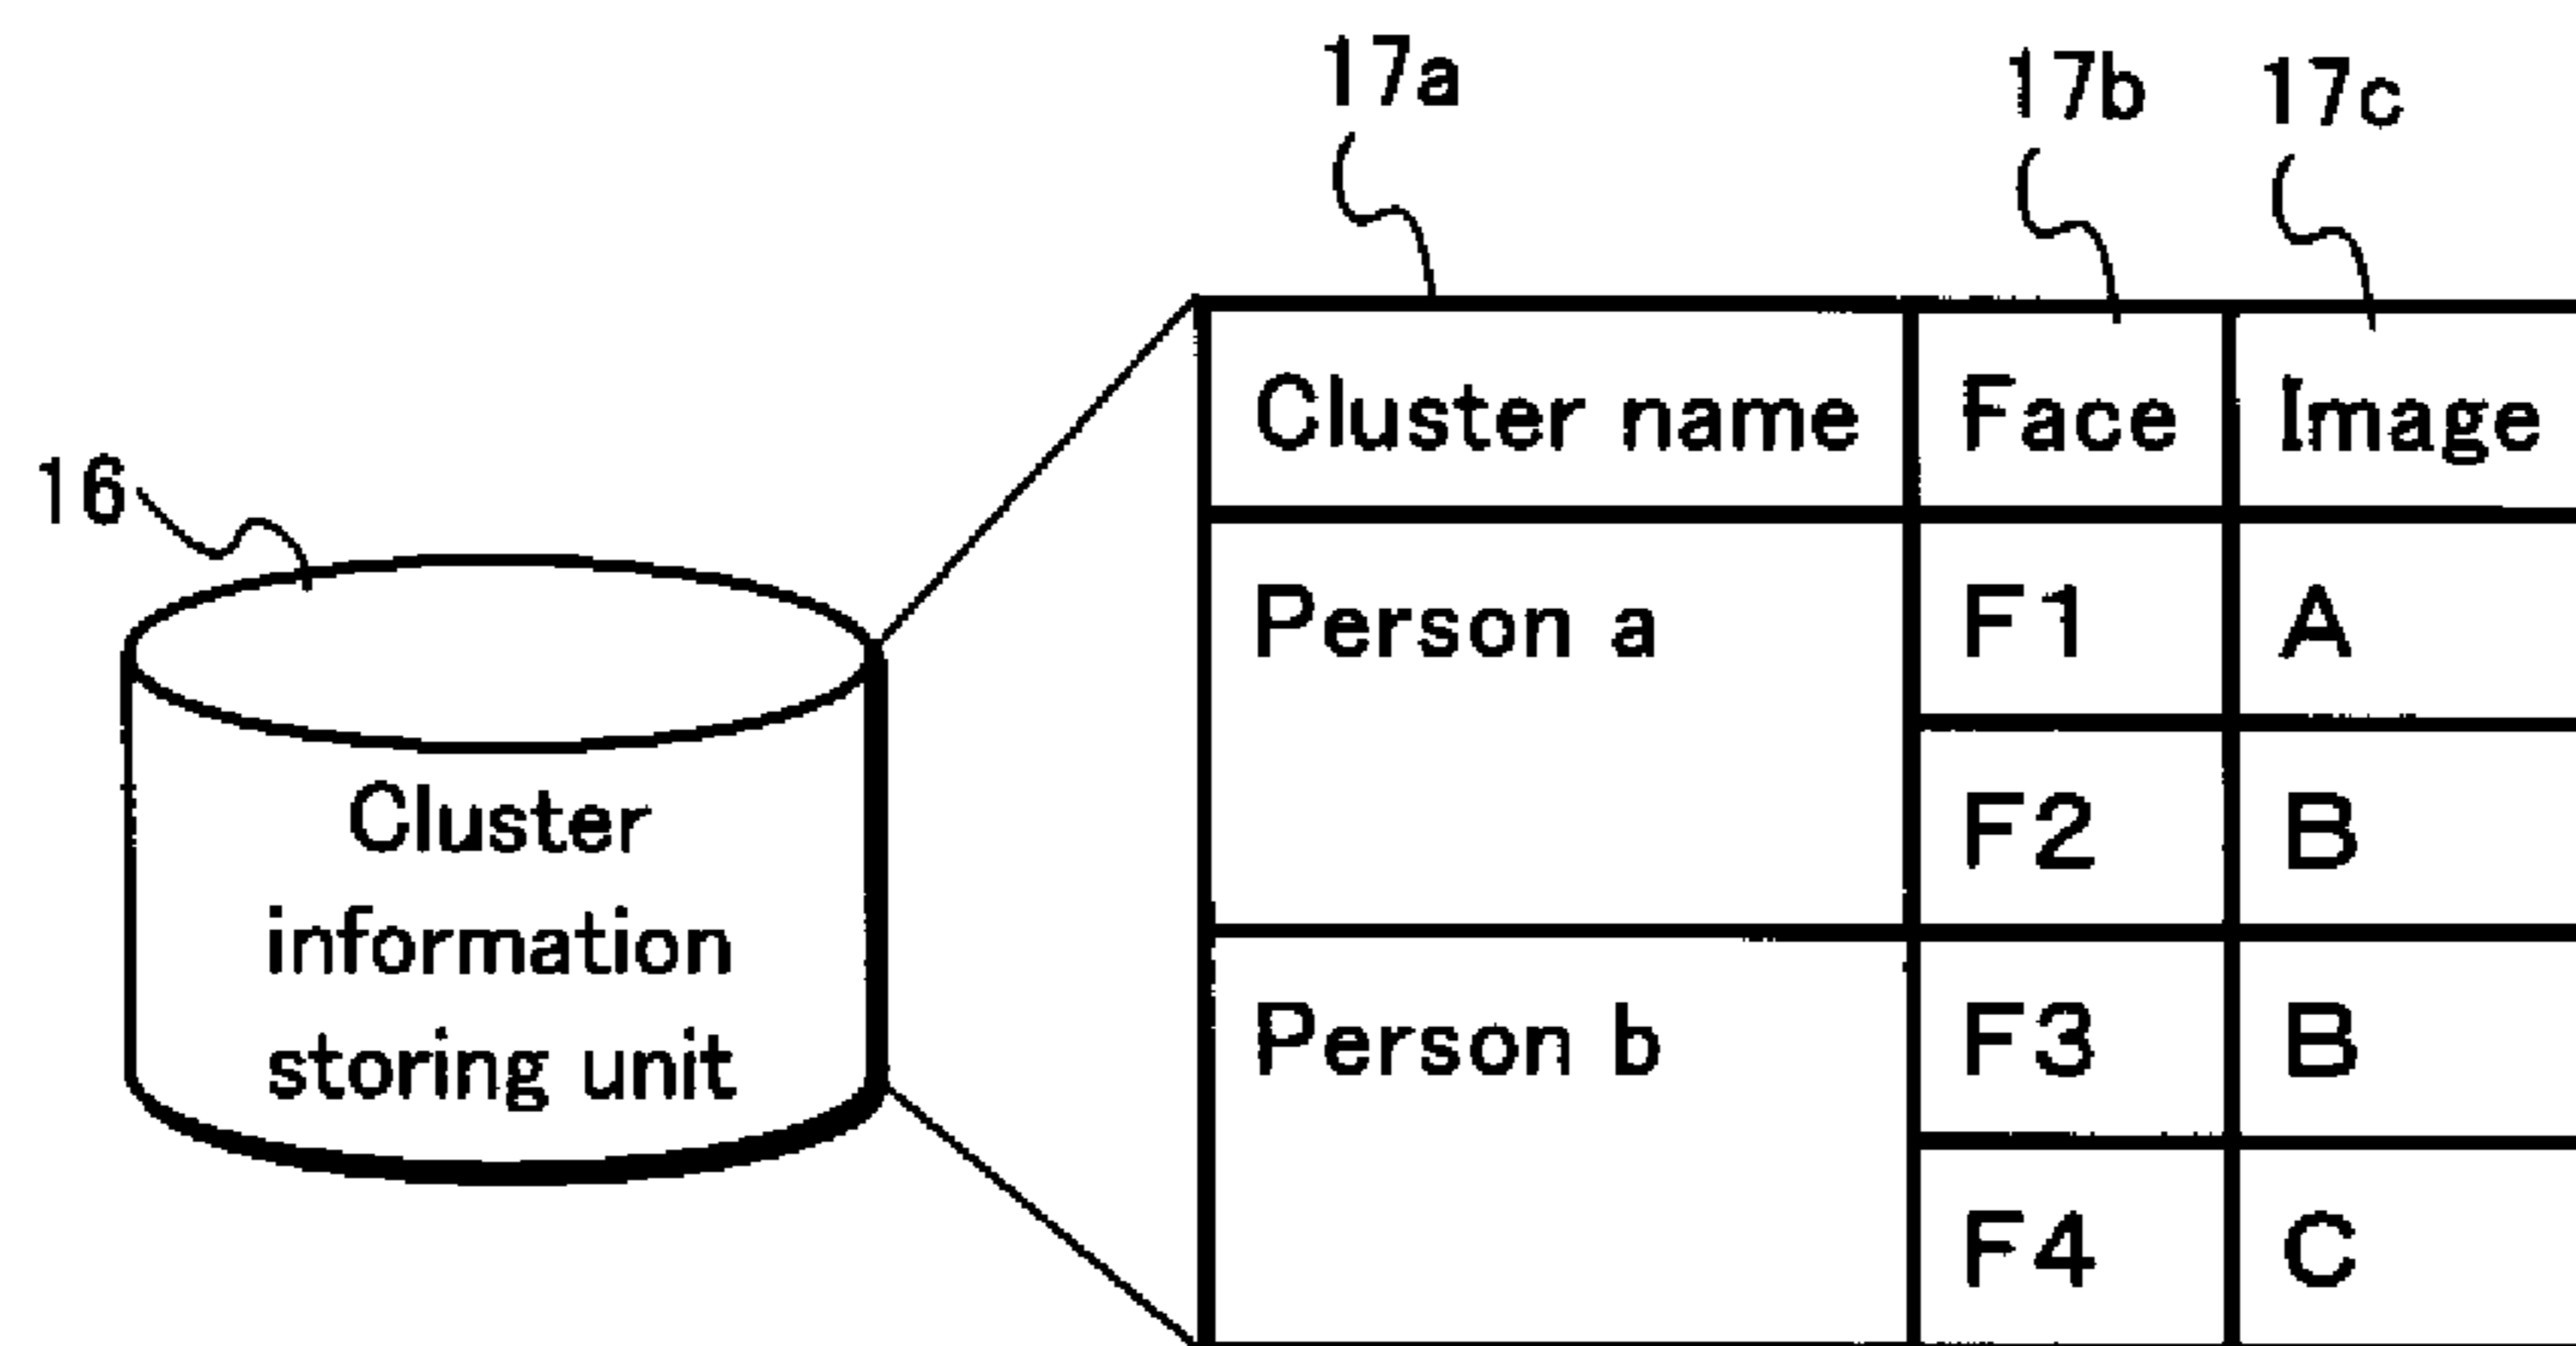 17a 17b 17c
Cluster name Face Image
16
Person a F1 A
Cluster
information
storing unit
F2 B
Person b F3 B
F4 C